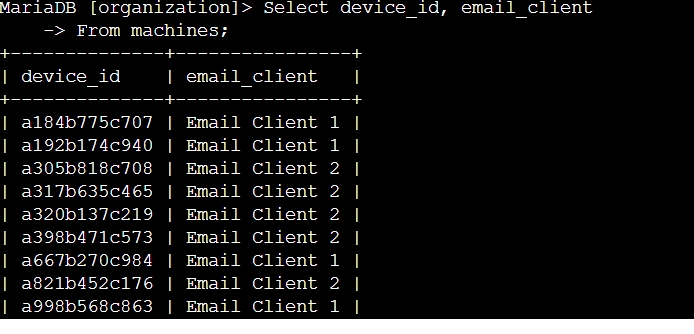 MariaDB [organization]> Select device_id, email_client
    -> From machines;
+--------------+----------------+
| device_id    | email_client   |
+--------------+----------------+
| a184b775c707 | Email Client 1 |
| a192b174c940 | Email Client 1 |
| a305b818c708 | Email Client 2 |
| a317b635c465 | Email Client 2 |
| a320b137c219 | Email Client 2 |
| a398b471c573 | Email Client 2 |
| a667b270c984 | Email Client 1 |
| a821b452c176 | Email Client 2 |
| a998b568c863 | Email Client 1 |